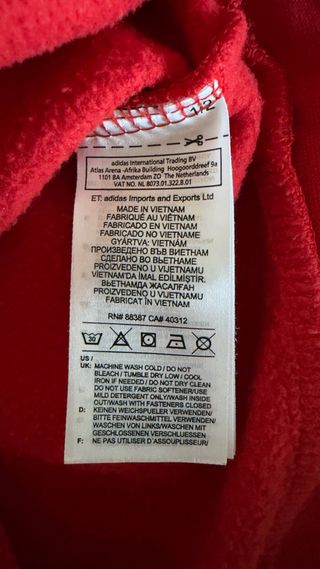 1/2
adidas International Trading BV
Atlas Arena -Afrika Building Hoogoorddreef 9a
1101 BA Amsterdam ZO The Netherlands
VAT NO. NL 8073.01.322.B.01
ET: adidas Imports and Exports Ltd
MADE IN VIETNAM
FABRIQUÉ AU VIÊTNAM
FABRICADO EN VIETNAM
FABRICADO NO VIETNAME
GYÁRTVA: VIETNÁM
ПРОИЗВЕДЕНО ВЪВ ВИЕТНАМ
СДЕЛАНО ВО ВЬЕТНАМЕ
PROIZVEDENO U VIJETNAMU
VIETNAM'DA İMAL EDİLMİŞTİR.
ВЬЕТНАМДА ЖАСАЛҒАН
PROIZVEDENO U VIJETNAMU
FABRICAT ÎN VIETNAM
RN# 88387 CA# 40312
30
US /
UK: MACHINE WASH COLD / DO NOT
BLEACH / TUMBLE DRY LOW / COOL
IRON IF NEEDED / DO NOT DRY CLEAN
DO NOT USE FABRIC SOFTENER/USE
MILD DETERGENT ONLY/WASH INSIDE
OUT/WASH WITH FASTENERS CLOSED
D: KEINEN WEICHSPUELER VERWENDEN/
BITTE FEINWASCHMITTEL VERWENDEN/
WASCHEN VON LINKS/WASCHEN MIT
GESCHLOSSENEN VERSCHLUESSEN
F: NE PAS UTILISER D'ASSOUPLISSEUR/